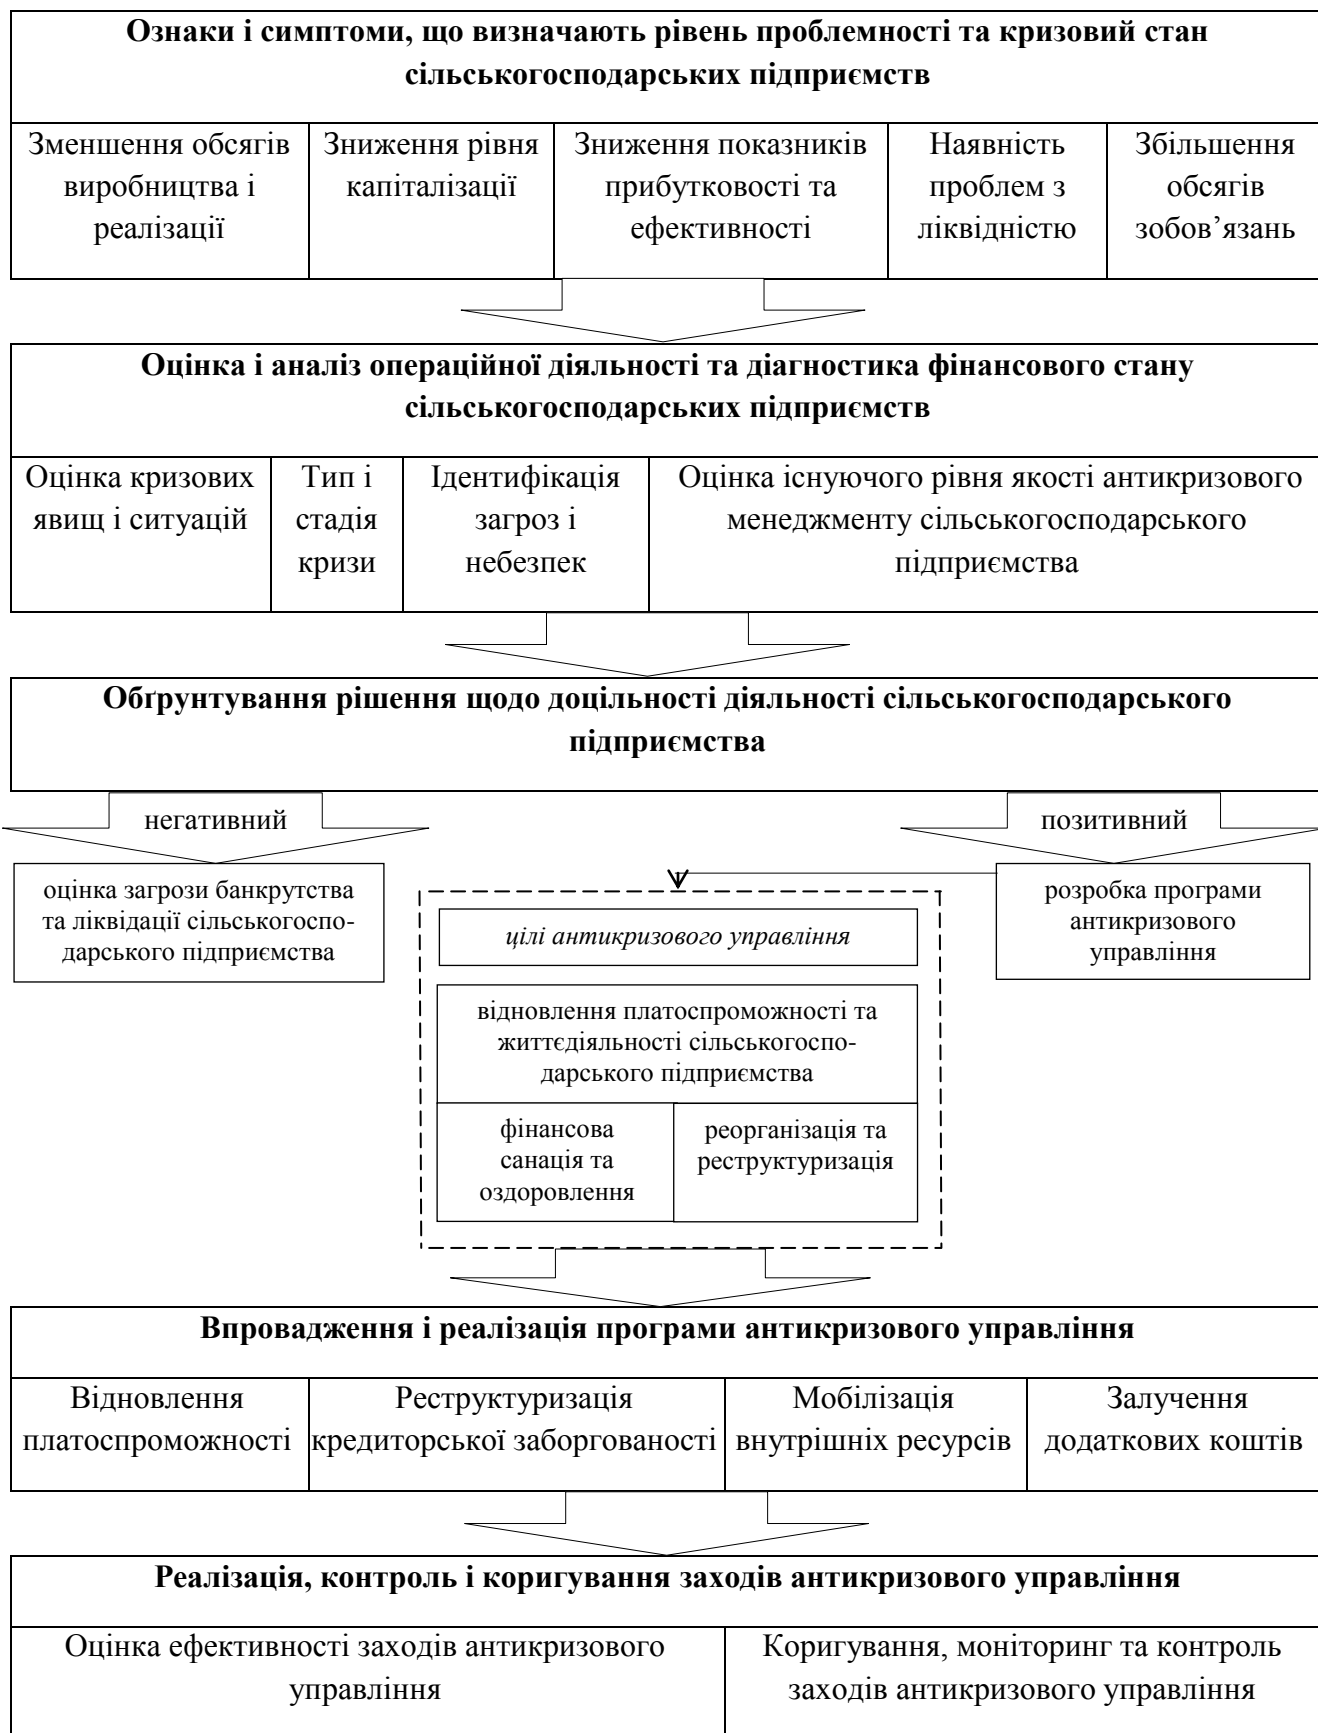 Ознаки і симптоми, що визначають рівень проблемності та кризовий стан
сільськогосподарських підприємств
Зменшення обсягів
виробництва і
реалізації
Зниження рівня
капіталізації
Зниження показників
прибутковості та
ефективності
Наявність
проблем з
ліквідністю
Збільшення
обсягів
зобов’язань
Оцінка і аналіз операційної діяльності та діагностика фінансового стану
сільськогосподарських підприємств
Оцінка кризових
явищ і ситуацій
Тип і
стадія
кризи
Ідентифікація
загроз і
небезпек
Оцінка існуючого рівня якості антикризового
менеджменту сільськогосподарського
підприємства
Обґрунтування рішення щодо доцільності діяльності сільськогосподарського
підприємства
негативний
позитивний
оцінка загрози банкрутства
та ліквідації сільськогоспо-
дарського підприємства
розробка програми
антикризового
управління
цілі антикризового управління
відновлення платоспроможності та
життєдіяльності сільськогоспо-
дарського підприємства
фінансова
санація та
оздоровлення
реорганізація та
реструктуризація
Впровадження і реалізація програми антикризового управління
Відновлення
платоспроможності
Реструктуризація
кредиторської заборгованості
Мобілізація
внутрішніх ресурсів
Залучення
додаткових коштів
Реалізація, контроль і коригування заходів антикризового управління
Оцінка ефективності заходів антикризового
управління
Коригування, моніторинг та контроль
заходів антикризового управління